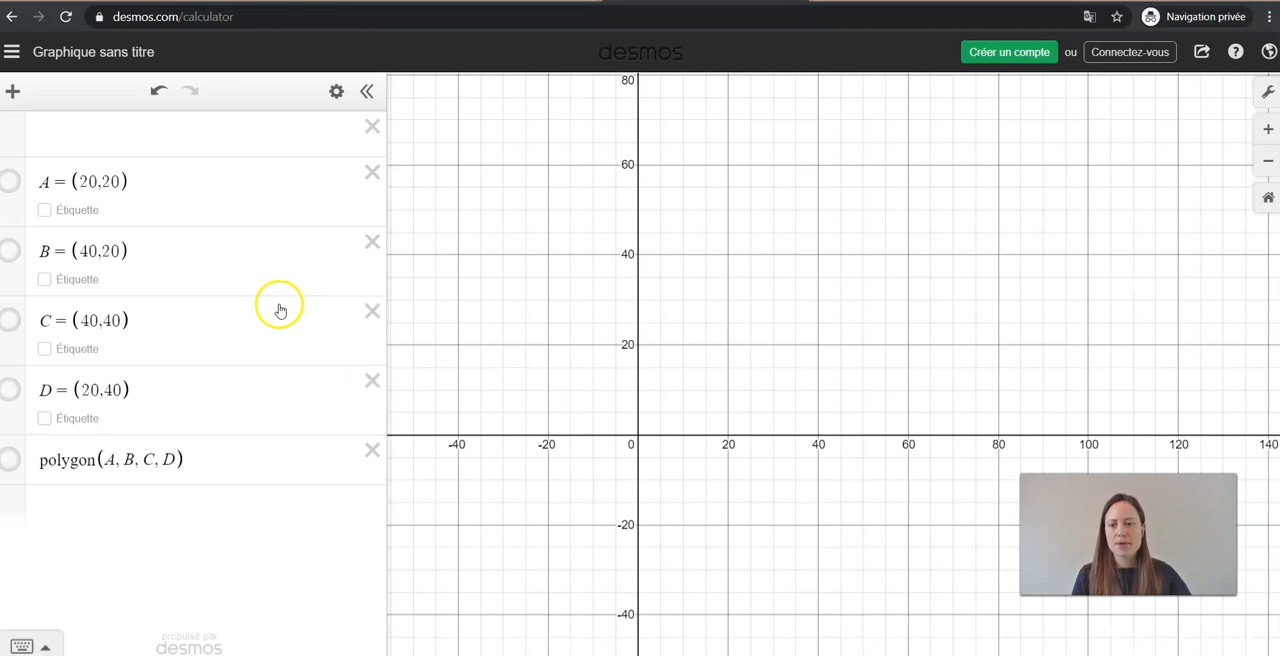 desmos.com/calculator
Navigation privée
Graphique sans titre
desmos
Créer un compte
ou
Connectez-vous
A = (20,20)
Étiquette
B = (40,20)
Étiquette
C = (40,40)
Étiquette
D = (20,40)
Étiquette
polygon(A, B, C, D)
propulsé par
desmos
80
60
40
20
-40 -20 0 20 40 60 80 100 120 140
-20
-40